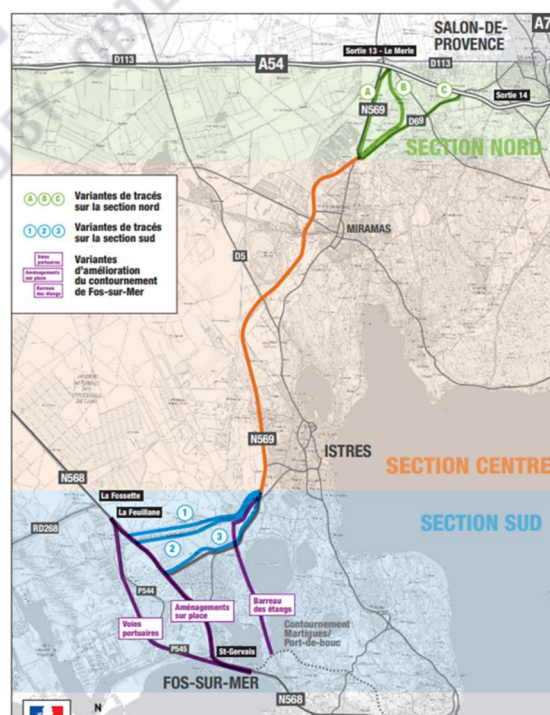 SALON-DE-
PROVENCE
A7
Sortie 13 - Le Merle
D113
A54
D113
Sortie 14
A
B
C
N569
D69
SECTION NORD
A B C
Variantes de tracés
sur la section nord
1 2 3
Variantes de tracés
sur la section sud
Voies
portuaires
Aménagements
sur place
Barreau
des étangs
Variantes
d'amélioration
du contournement
de Fos-sur-Mer
MIRAMAS
D5
N569
ISTRES
SECTION CENTRE
N568
La Fossette
La Feuillane
RD268
1
2
3
SECTION SUD
P544
Aménagements
sur place
Barreau
des étangs
Voies
portuaires
Contournement
Martigues/
Port-de-bouc
P545
St-Gervais
FOS-SUR-MER
N568
N